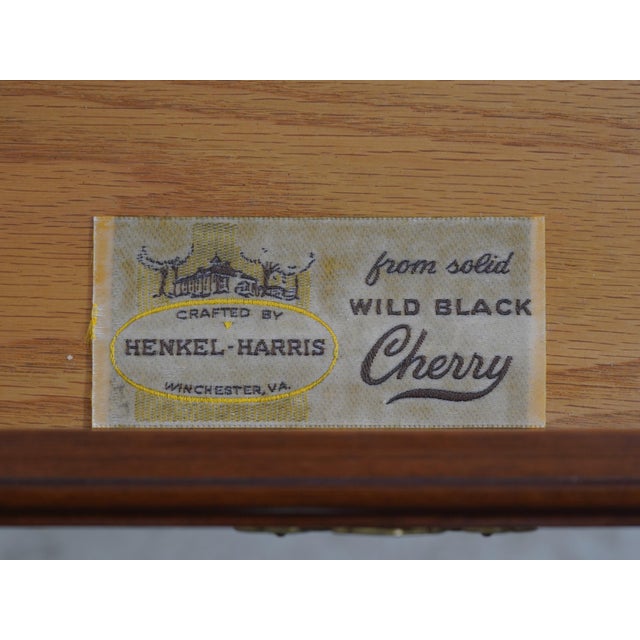 CRAFTED BY
HENKEL-HARRIS
WINCHESTER, VA.
from solid
WILD BLACK
Cherry